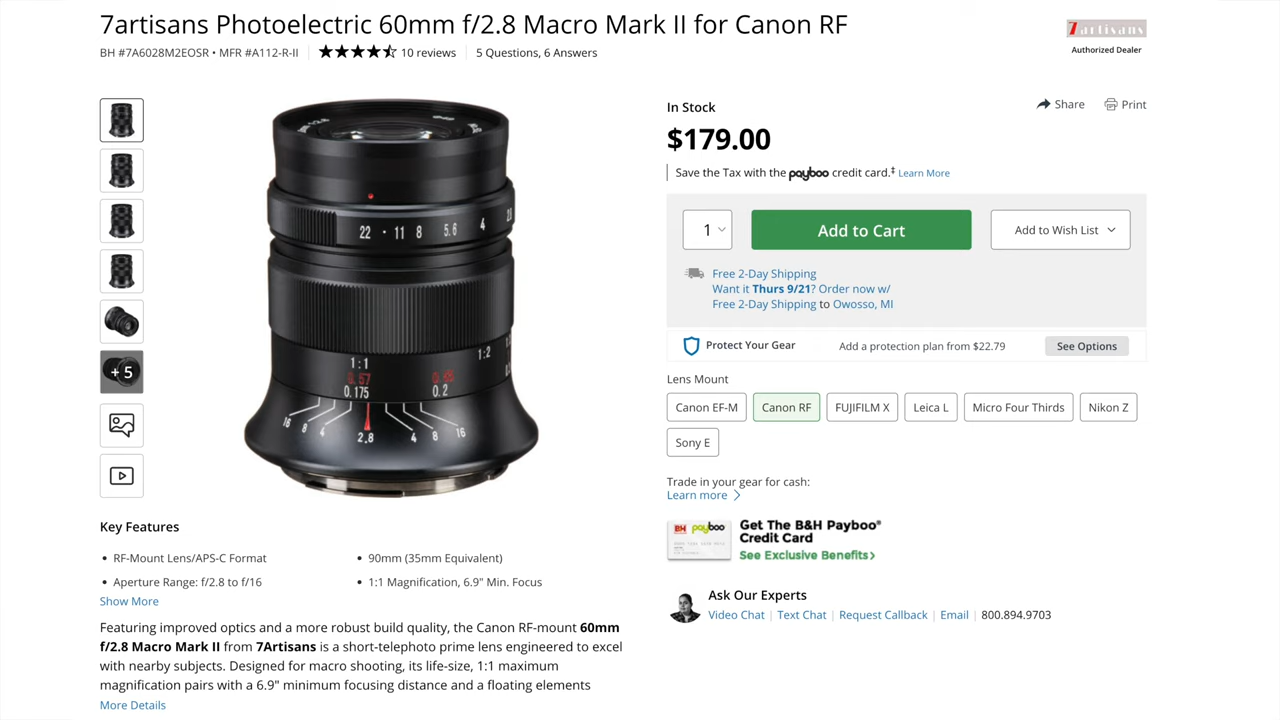 7artisans Photoelectric 60mm f/2.8 Macro Mark II for Canon RF
BH #7A6028M2EOSR • MFR #A112-R-II
10 reviews
5 Questions, 6 Answers
7artisans
Authorized Dealer
22 · 11 8 5.6 4 2.8
1:1 1:2
0.57
0.175 0.2
16 8 4 2.8 4 8 16
+ 5
In Stock
Share
Print
$179.00
Save the Tax with the payboo credit card.‡ Learn More
1
Add to Cart
Add to Wish List
Free 2-Day Shipping
Want it Thurs 9/21? Order now w/
Free 2-Day Shipping to Owosso, MI
Protect Your Gear
Add a protection plan from $22.79
See Options
Lens Mount
Canon EF-M
Canon RF
FUJIFILM X
Leica L
Micro Four Thirds
Nikon Z
Sony E
Trade in your gear for cash:
Learn more
BH payboo
Get The B&H Payboo®
Credit Card
See Exclusive Benefits
Ask Our Experts
Video Chat | Text Chat | Request Callback | Email | 800.894.9703
Key Features
• RF-Mount Lens/APS-C Format
• 90mm (35mm Equivalent)
• Aperture Range: f/2.8 to f/16
• 1:1 Magnification, 6.9" Min. Focus
Show More
Featuring improved optics and a more robust build quality, the Canon RF-mount 60mm
f/2.8 Macro Mark II from 7Artisans is a short-telephoto prime lens engineered to excel
with nearby subjects. Designed for macro shooting, its life-size, 1:1 maximum
magnification pairs with a 6.9" minimum focusing distance and a floating elements
More Details